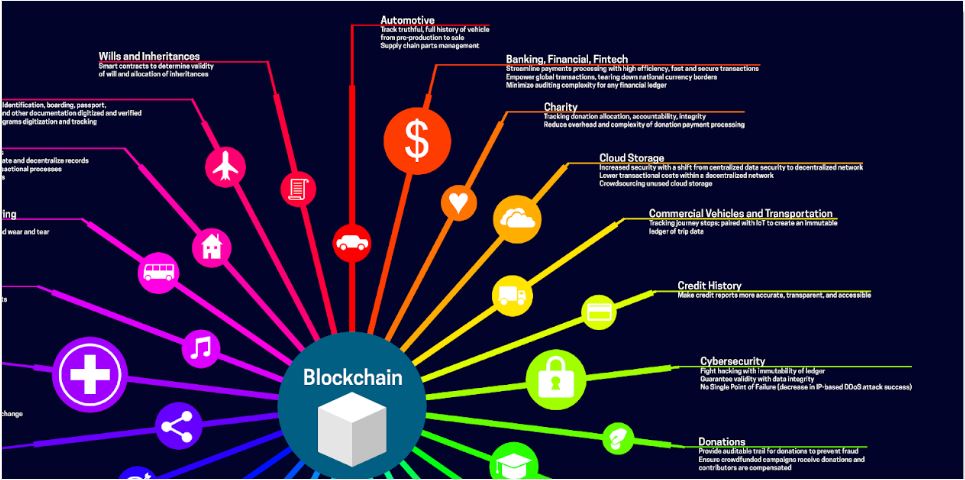 Automotive
Track truthful, full history of vehicle
from pre-production to sale
Supply chain parts management
Wills and Inheritances
Smart contracts to determine validity
of will and allocation of inheritances
Banking, Financial, Fintech
Streamline payments processing with high efficiency, fast and secure transactions
Empower global transactions, tearing down national currency borders
Minimize auditing complexity for any financial ledger
Identification, boarding, passport,
and other documentation digitized and verified
digitization and tracking
Charity
Tracking donation allocation, accountability, integrity
Reduce overhead and complexity of donation payment processing
and decentralize records
processes
Cloud Storage
Increased security with a shift from centralized data security to decentralized network
Lower transactional costs within a decentralized network
Crowdsourcing unused cloud storage
wear and tear
Commercial Vehicles and Transportation
Tracking journey stops; paired with IoT to create an immutable
ledger of trip data
Credit History
Make credit reports more accurate, transparent, and accessible
$
Blockchain
Cybersecurity
Fight hacking with immutability of ledger
Guarantee validity with data integrity
No Single Point of Failure (decrease in IP-based DDoS attack success)
Donations
Provide auditable trail for donations to prevent fraud
Ensure crowdfunded campaigns receive donations and
contributors are compensated